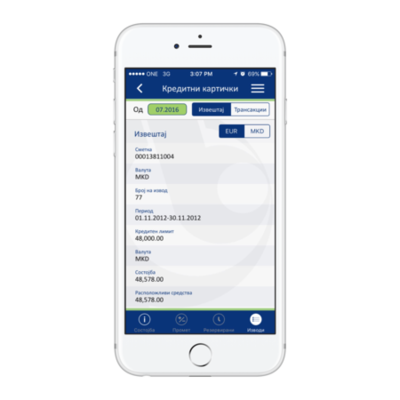 ONE 3G 3:07 PM 69%
Кредитни картички
Од 07.2016 Извештај Трансакции
Извештај EUR MKD
Сметка
00013811004
Валута
MKD
Број на извод
77
Период
01.11.2012-30.11.2012
Кредитен лимит
48,000.00
Валута
MKD
Состојба
48,578.00
Расположливи средства
48,578.00
Состојба Промет Резервирани Изводи